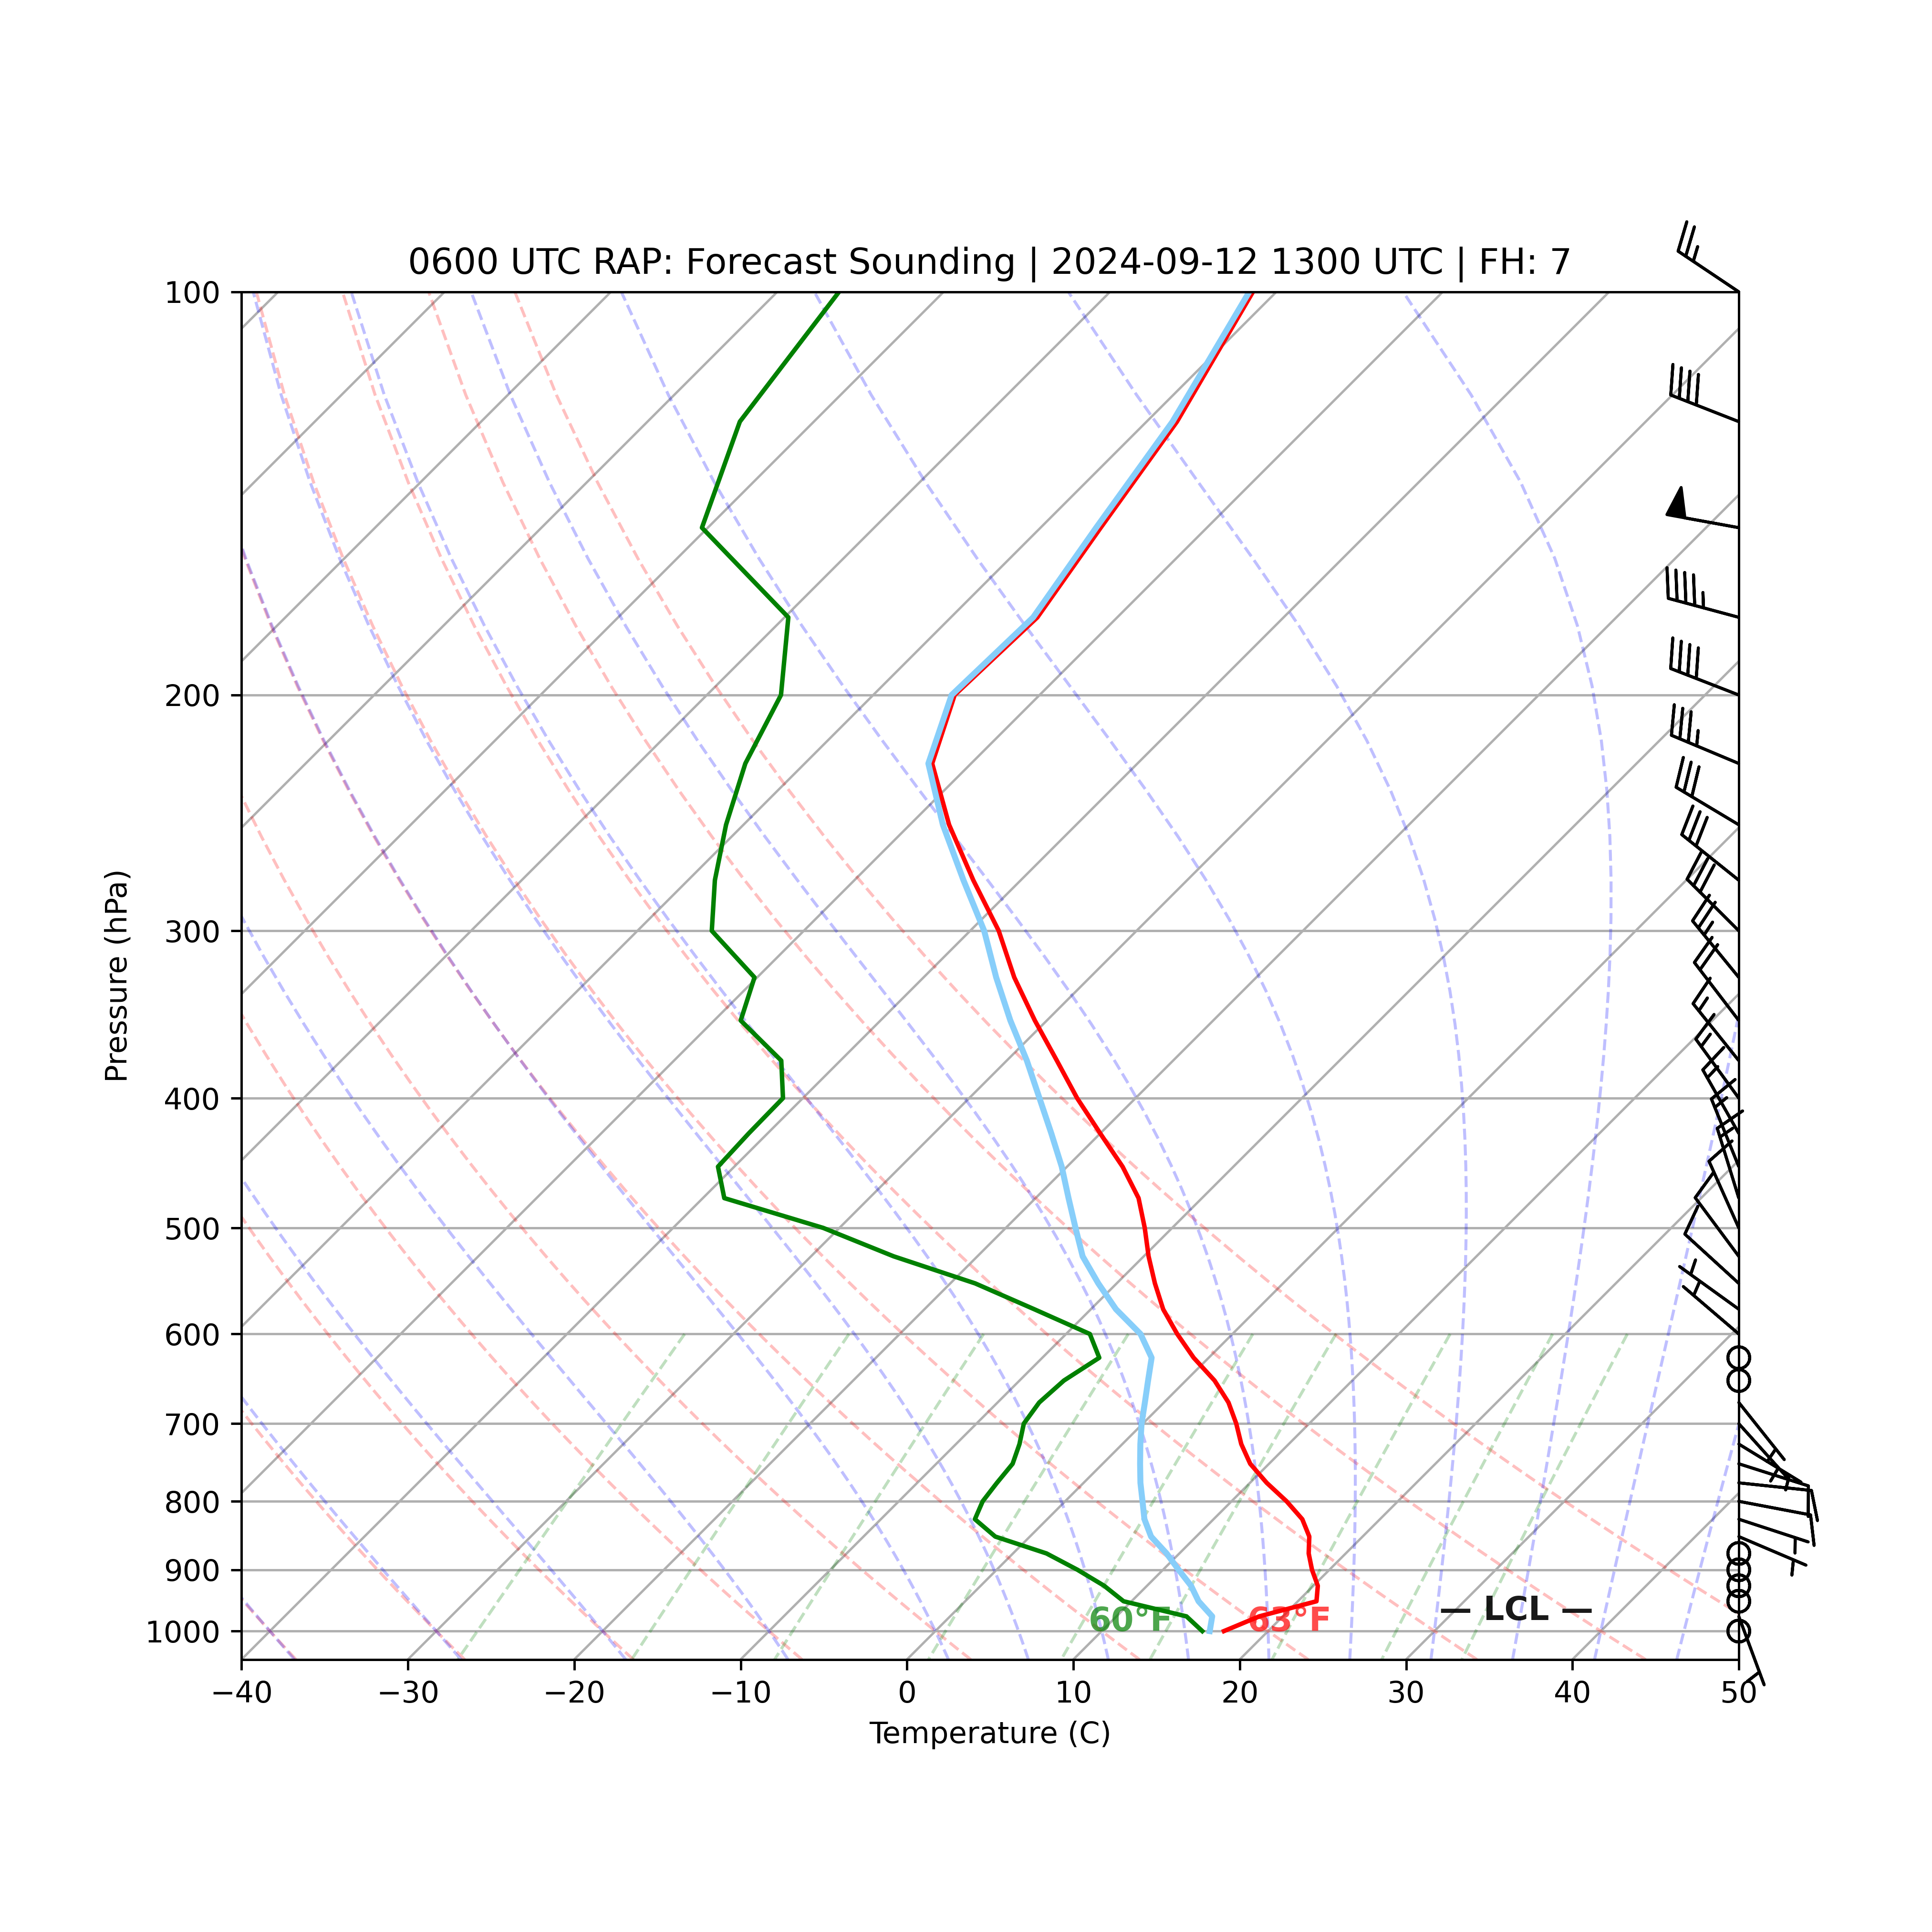 0600 UTC RAP: Forecast Sounding | 2024-09-12 1300 UTC | FH: 7
100
200
300
400
500
600
700
800
900
1000
Pressure (hPa)
60°F
63°F
— LCL —
−40 −30 −20 −10 0 10 20 30 40 50
Temperature (C)